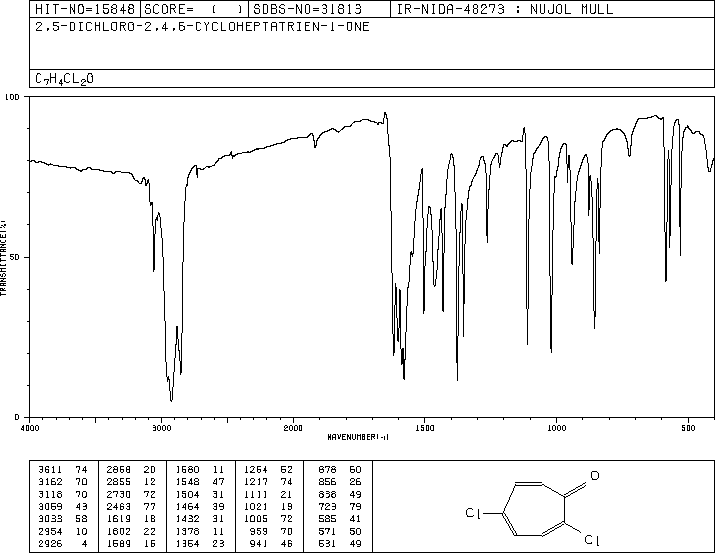 HIT-NO=15848 SCORE= ( ) SDBS-NO=31813 IR-NIDA-48273 : NUJOL MULL
2,5-DICHLORO-2,4,6-CYCLOHEPTATRIEN-1-ONE
C7H4CL2O
100
50
0
TRANSMITTANCE(%)
4000 3000 2000 1500 1000 500
WAVENUMBER(-1)
3611 74 2868 20 1580 11 1264 52 878 60
3162 70 2855 12 1548 47 1217 74 856 26
3118 70 2730 72 1504 31 1111 21 838 49
3059 43 2463 77 1464 39 1021 19 723 79
3033 58 1619 18 1432 31 1005 72 585 41
2954 10 1602 22 1378 11 959 70 571 50
2926 4 1589 16 1354 23 941 46 531 49
O
Cl
Cl